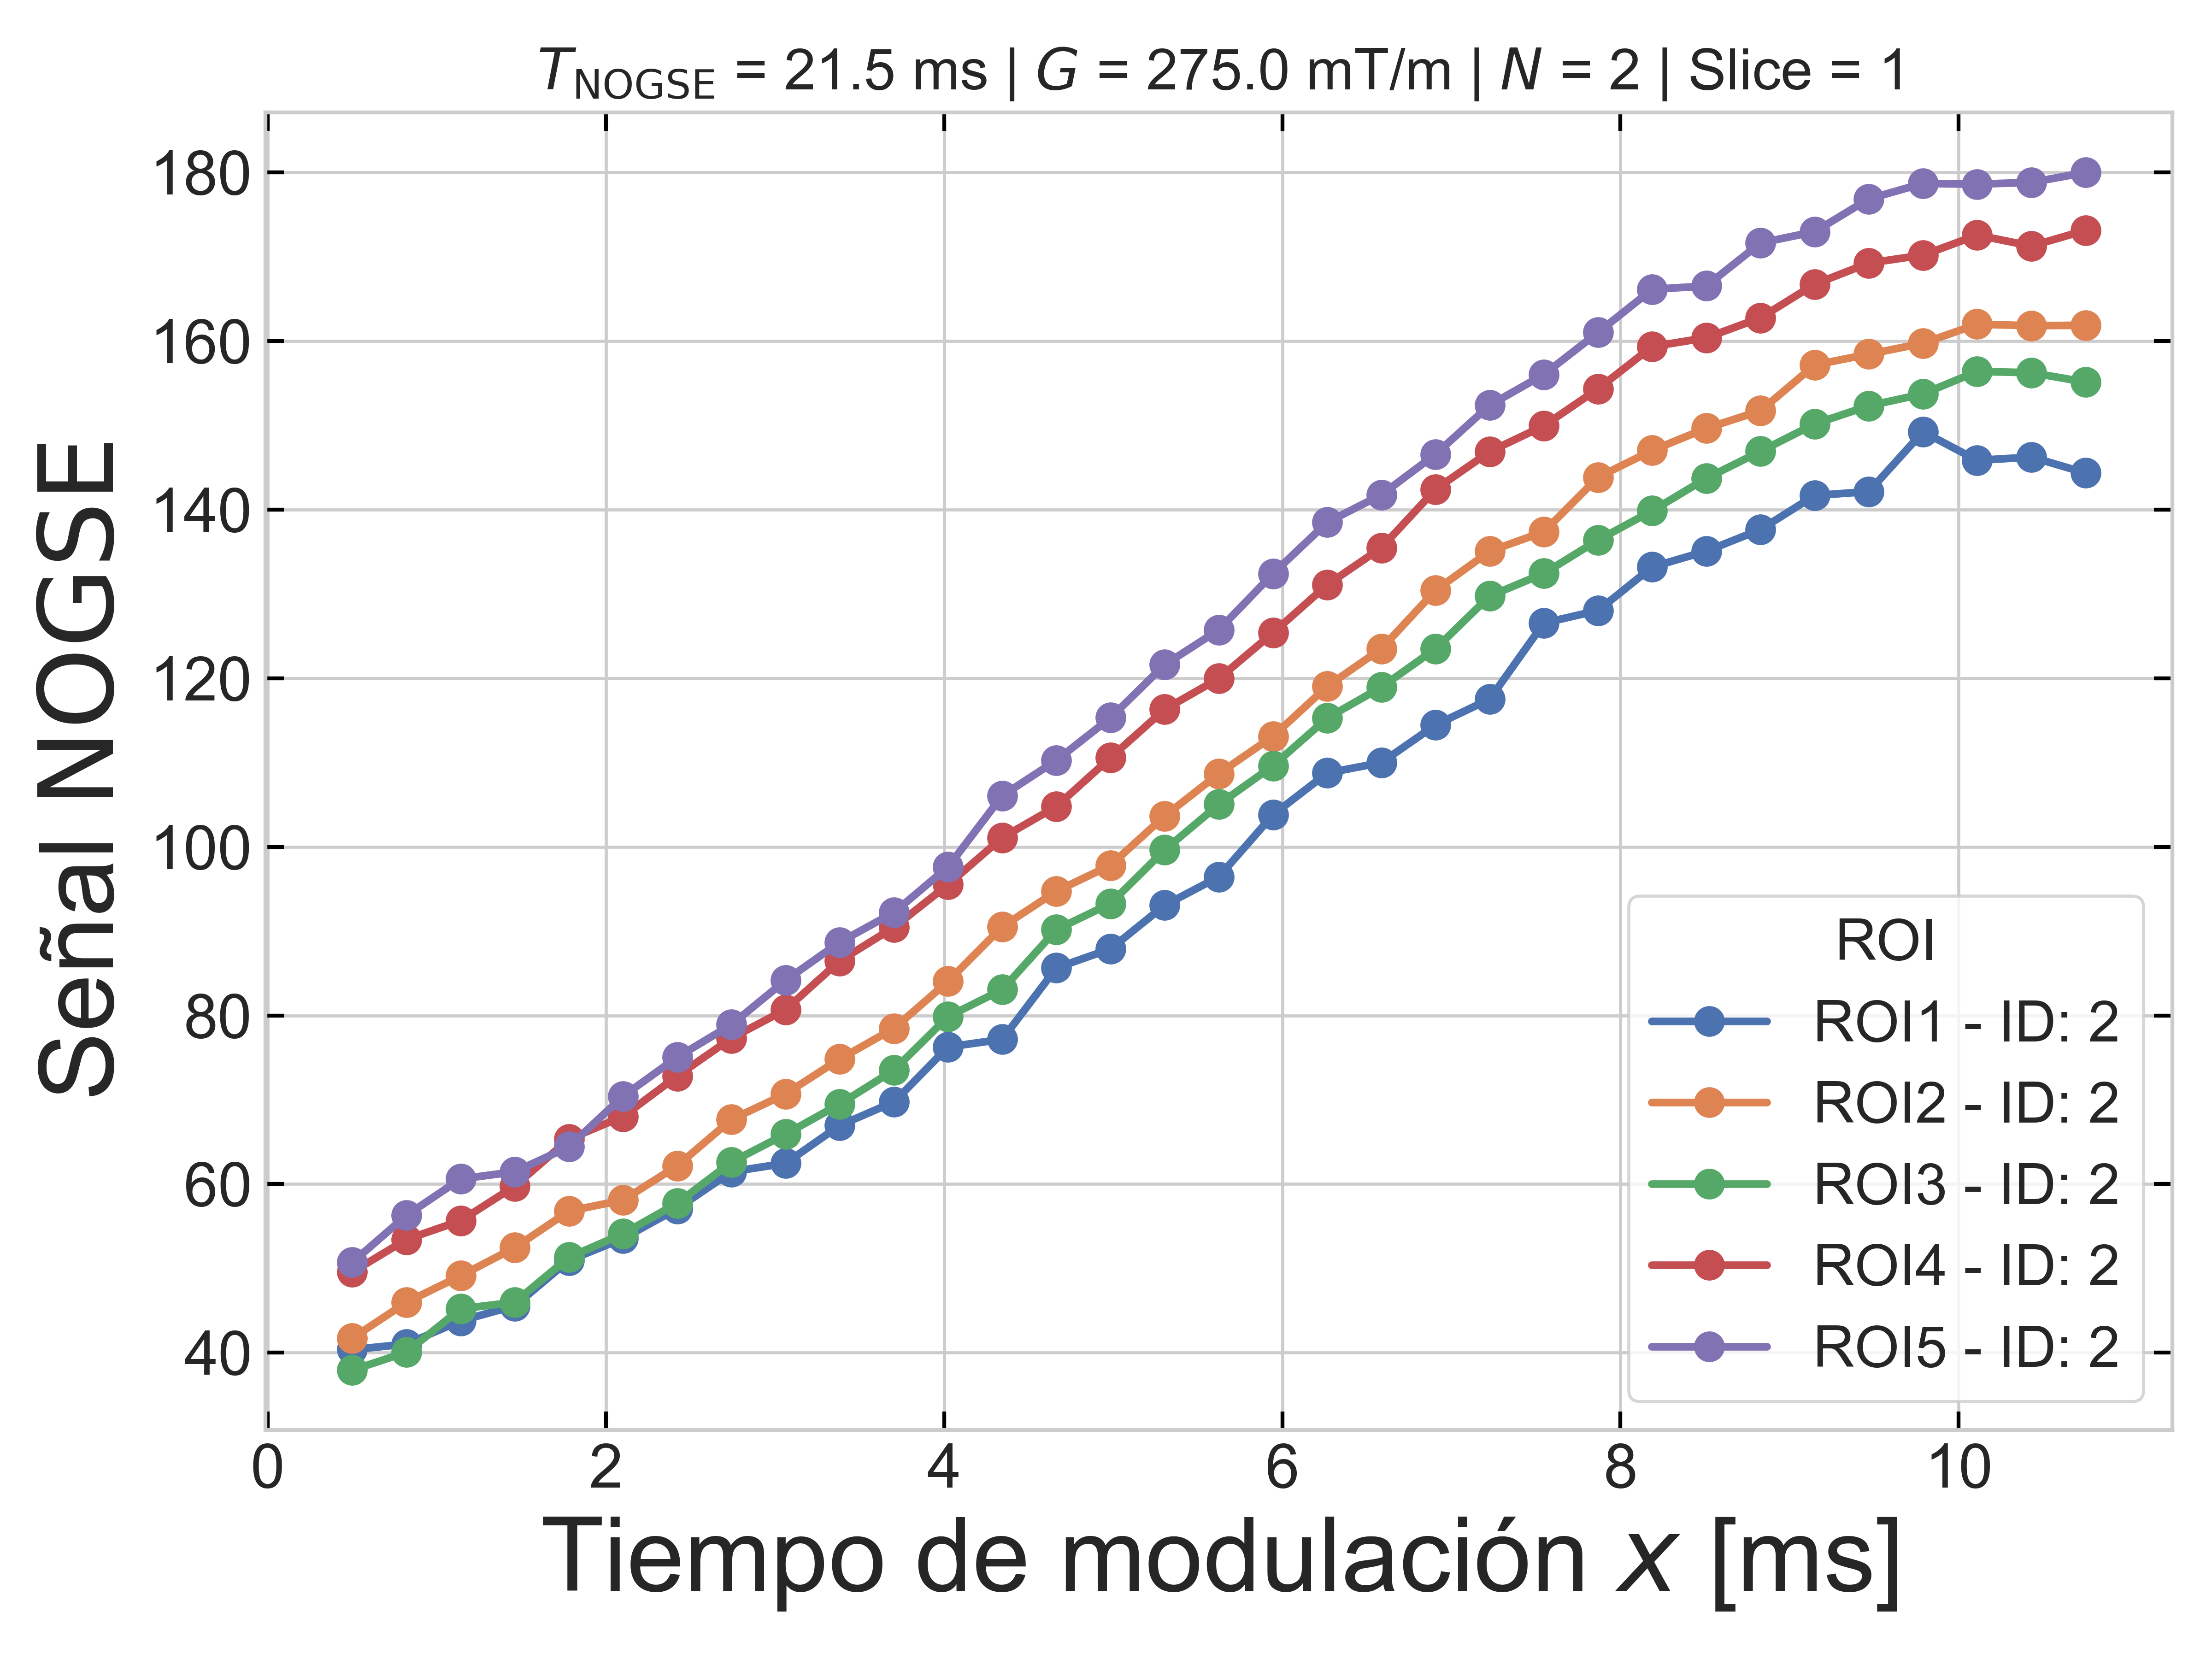 T_NOGSE = 21.5 ms | G = 275.0 mT/m | N = 2 | Slice = 1
Señal NOGSE
180
160
140
120
100
80
60
40
0 2 4 6 8 10
Tiempo de modulación x [ms]
ROI
ROI1 - ID: 2
ROI2 - ID: 2
ROI3 - ID: 2
ROI4 - ID: 2
ROI5 - ID: 2